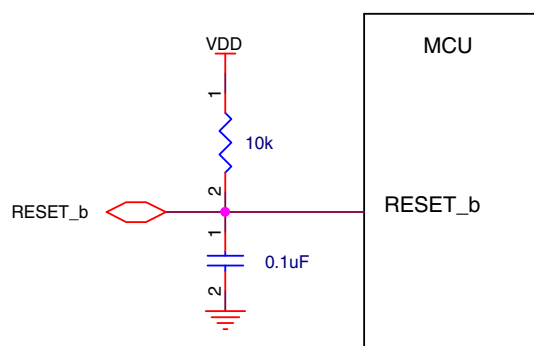 VDD
MCU
1
10k
2
RESET_b
RESET_b
1
0.1uF
2